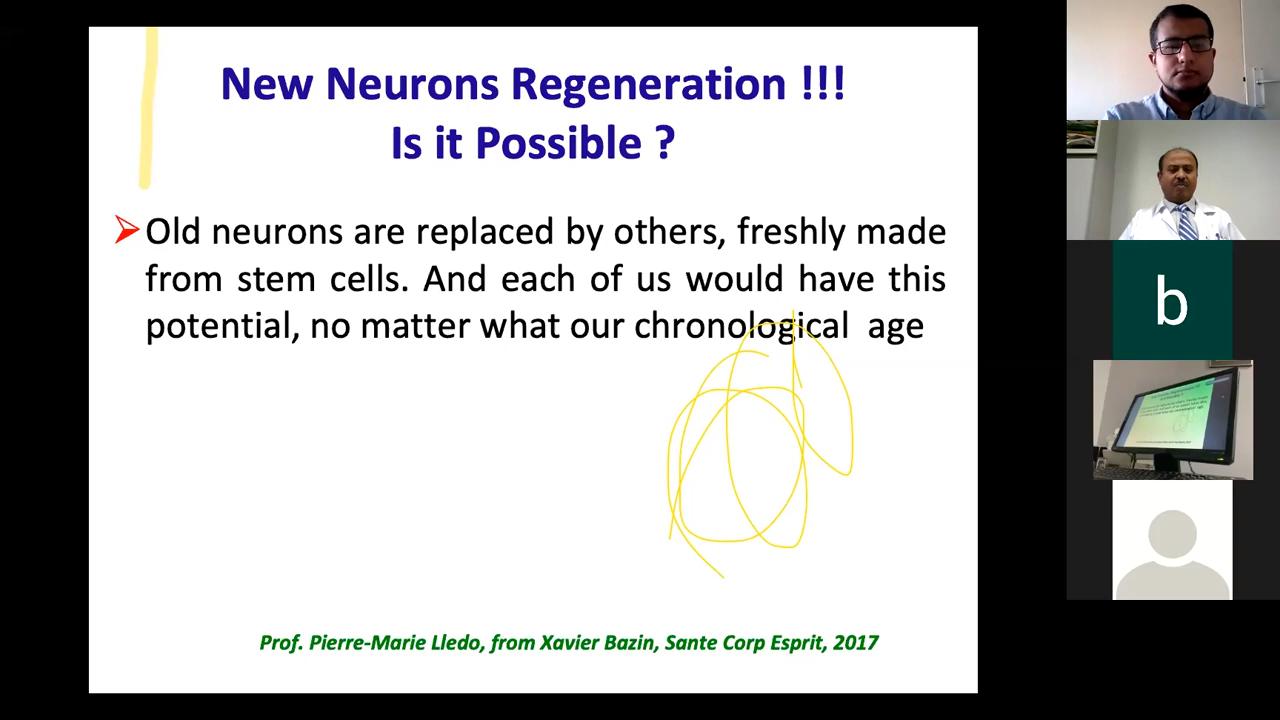 New Neurons Regeneration !!!
Is it Possible ?
Old neurons are replaced by others, freshly made
from stem cells. And each of us would have this
potential, no matter what our chronological age
Prof. Pierre-Marie Lledo, from Xavier Bazin, Sante Corp Esprit, 2017
b